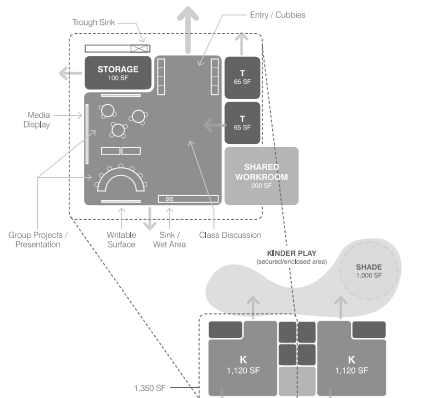 Trough Sink
Entry / Cubbies
STORAGE
100 SF
T
65 SF
Media
Display
T
65 SF
SHARED
WORKROOM
200 SF
Group Projects /
Presentation
Writable
Surface
Sink /
Wet Area
Class Discussion
KINDER PLAY
(secured/enclosed area)
SHADE
1,000 SF
K
1,120 SF
K
1,120 SF
1,350 SF